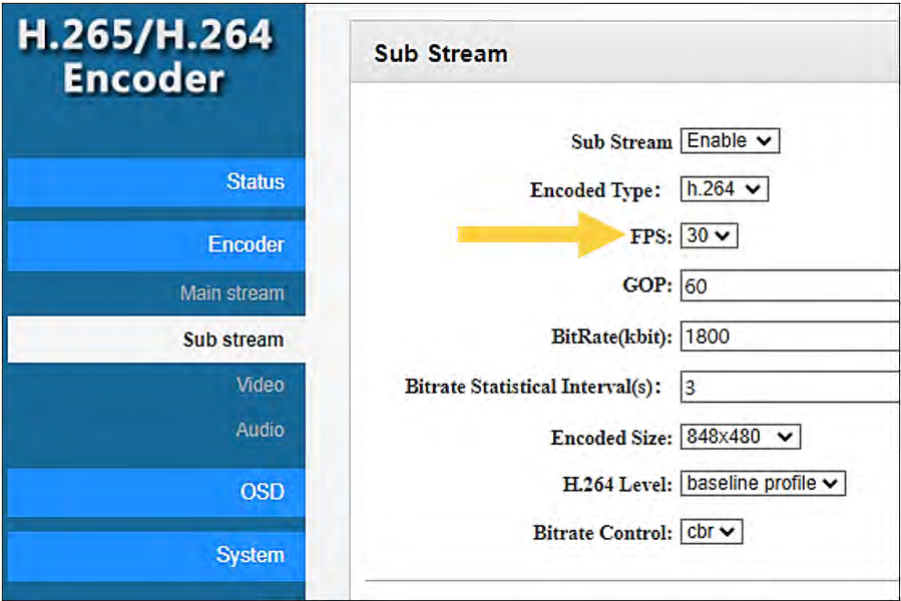 H.265/H.264
Encoder
Status
Encoder
Main stream
Sub stream
Video
Audio
OSD
System
Sub Stream
Sub Stream Enable
Encoded Type: h.264
FPS: 30
GOP: 60
BitRate(kbit): 1800
Bitrate Statistical Interval(s): 3
Encoded Size: 848x480
H.264 Level: baseline profile
Bitrate Control: cbr